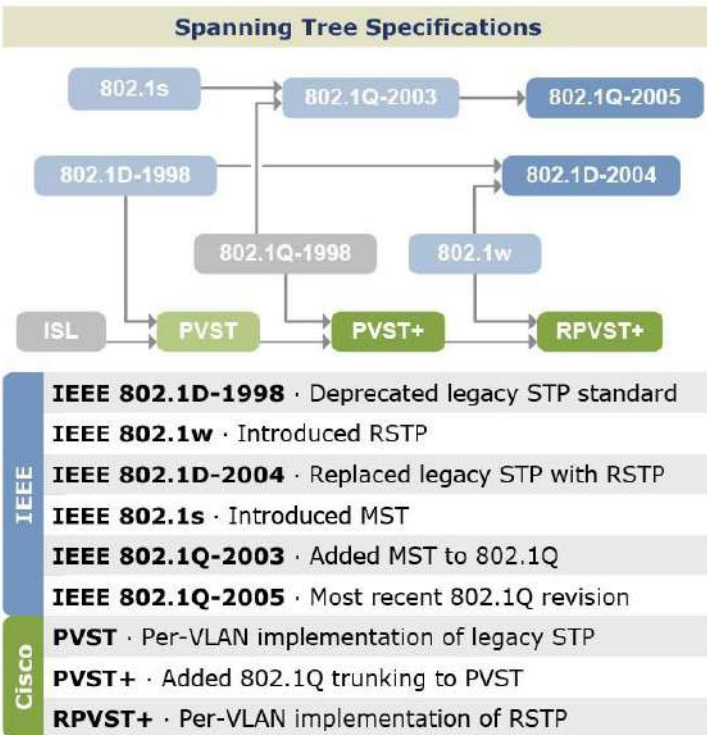 Spanning Tree Specifications
802.1s
802.1Q-2003
802.1Q-2005
802.1D-1998
802.1D-2004
802.1Q-1998
802.1w
ISL
PVST
PVST+
RPVST+
IEEE
IEEE 802.1D-1998 · Deprecated legacy STP standard
IEEE 802.1w · Introduced RSTP
IEEE 802.1D-2004 · Replaced legacy STP with RSTP
IEEE 802.1s · Introduced MST
IEEE 802.1Q-2003 · Added MST to 802.1Q
IEEE 802.1Q-2005 · Most recent 802.1Q revision
Cisco
PVST · Per-VLAN implementation of legacy STP
PVST+ · Added 802.1Q trunking to PVST
RPVST+ · Per-VLAN implementation of RSTP